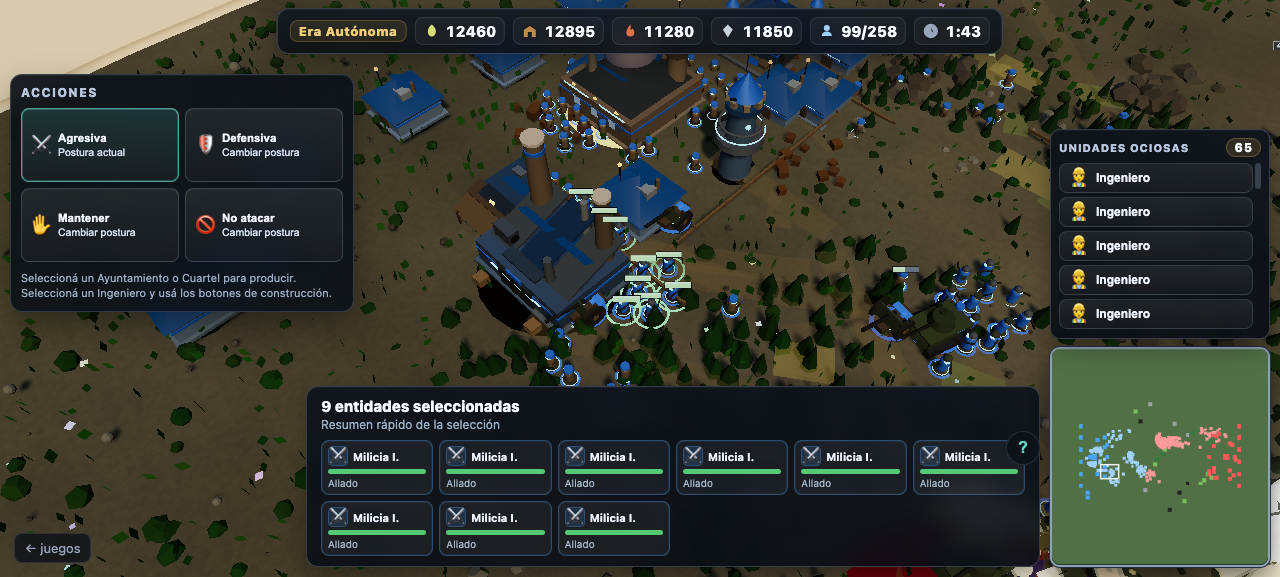 Era Autónoma 12460 12895 11280 11850 99/258 1:43
ACCIONES
Agresiva
Postura actual
Defensiva
Cambiar postura
Mantener
Cambiar postura
No atacar
Cambiar postura
Seleccioná un Ayuntamiento o Cuartel para producir.
Seleccioná un Ingeniero y usá los botones de construcción.
UNIDADES OCIOSAS 65
Ingeniero
Ingeniero
Ingeniero
Ingeniero
Ingeniero
9 entidades seleccionadas
Resumen rápido de la selección
Milicia I.
Aliado
Milicia I.
Aliado
Milicia I.
Aliado
Milicia I.
Aliado
Milicia I.
Aliado
Milicia I.
Aliado
?
Milicia I.
Aliado
Milicia I.
Aliado
Milicia I.
Aliado
← juegos